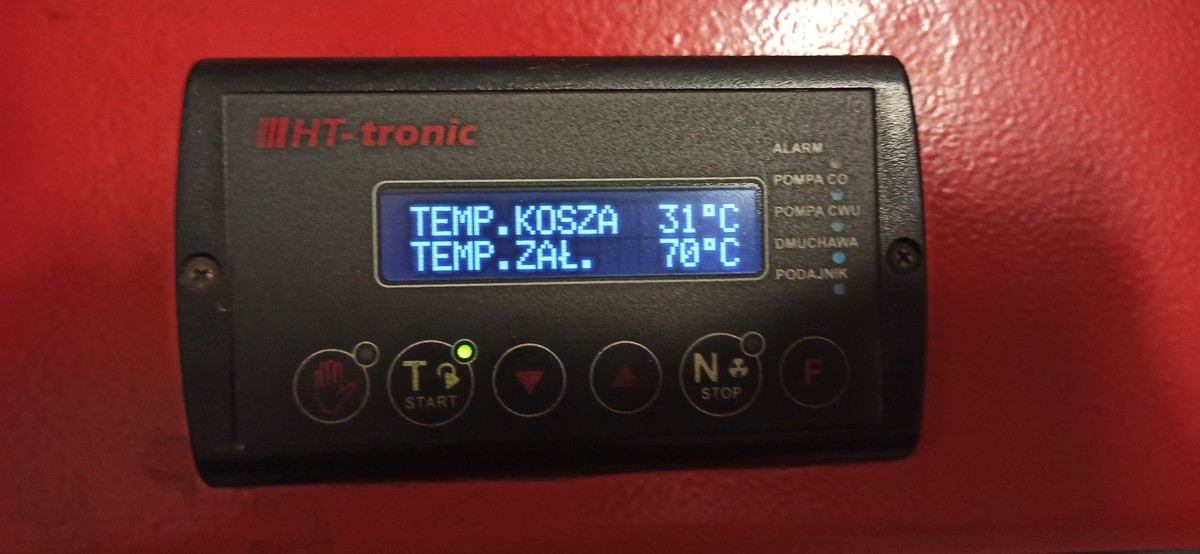 HT-tronic
ALARM
POMPA CO
POMPA CWU
DMUCHAWA
PODAJNIK
TEMP.KOSZA 31°C
TEMP.ZAŁ. 70°C
T
START
N
STOP
F